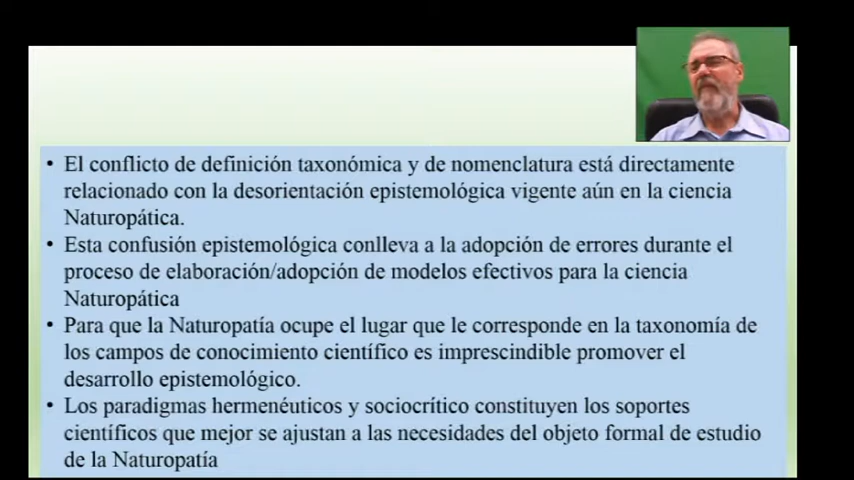 • El conflicto de definición taxonómica y de nomenclatura está directamente
relacionado con la desorientación epistemológica vigente aún en la ciencia
Naturopática.
• Esta confusión epistemológica conlleva a la adopción de errores durante el
proceso de elaboración/adopción de modelos efectivos para la ciencia
Naturopática
• Para que la Naturopatía ocupe el lugar que le corresponde en la taxonomía de
los campos de conocimiento científico es imprescindible promover el
desarrollo epistemológico.
• Los paradigmas hermenéuticos y sociocrítico constituyen los soportes
científicos que mejor se ajustan a las necesidades del objeto formal de estudio
de la Naturopatía